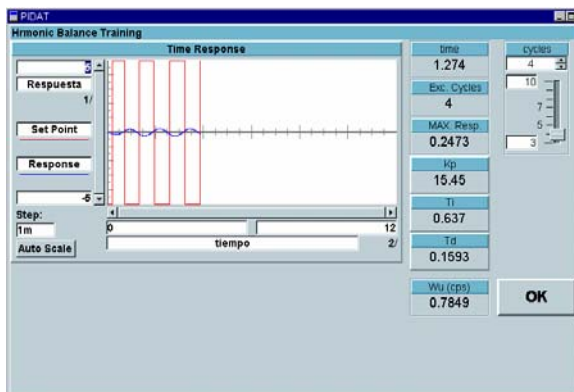 PIDAT
Hrmonic Balance Training
Time Response
5
Respuesta
1/
Set Point
Response
-5
Step:
1m
Auto Scale
0
12
tiempo
2/
time
1.274
Exc. Cycles
4
MAX. Resp
0.2473
Kp
15.45
Ti
0.637
Td
0.1593
Wu (cps)
0.7849
cycles
4
10
7
5
3
OK